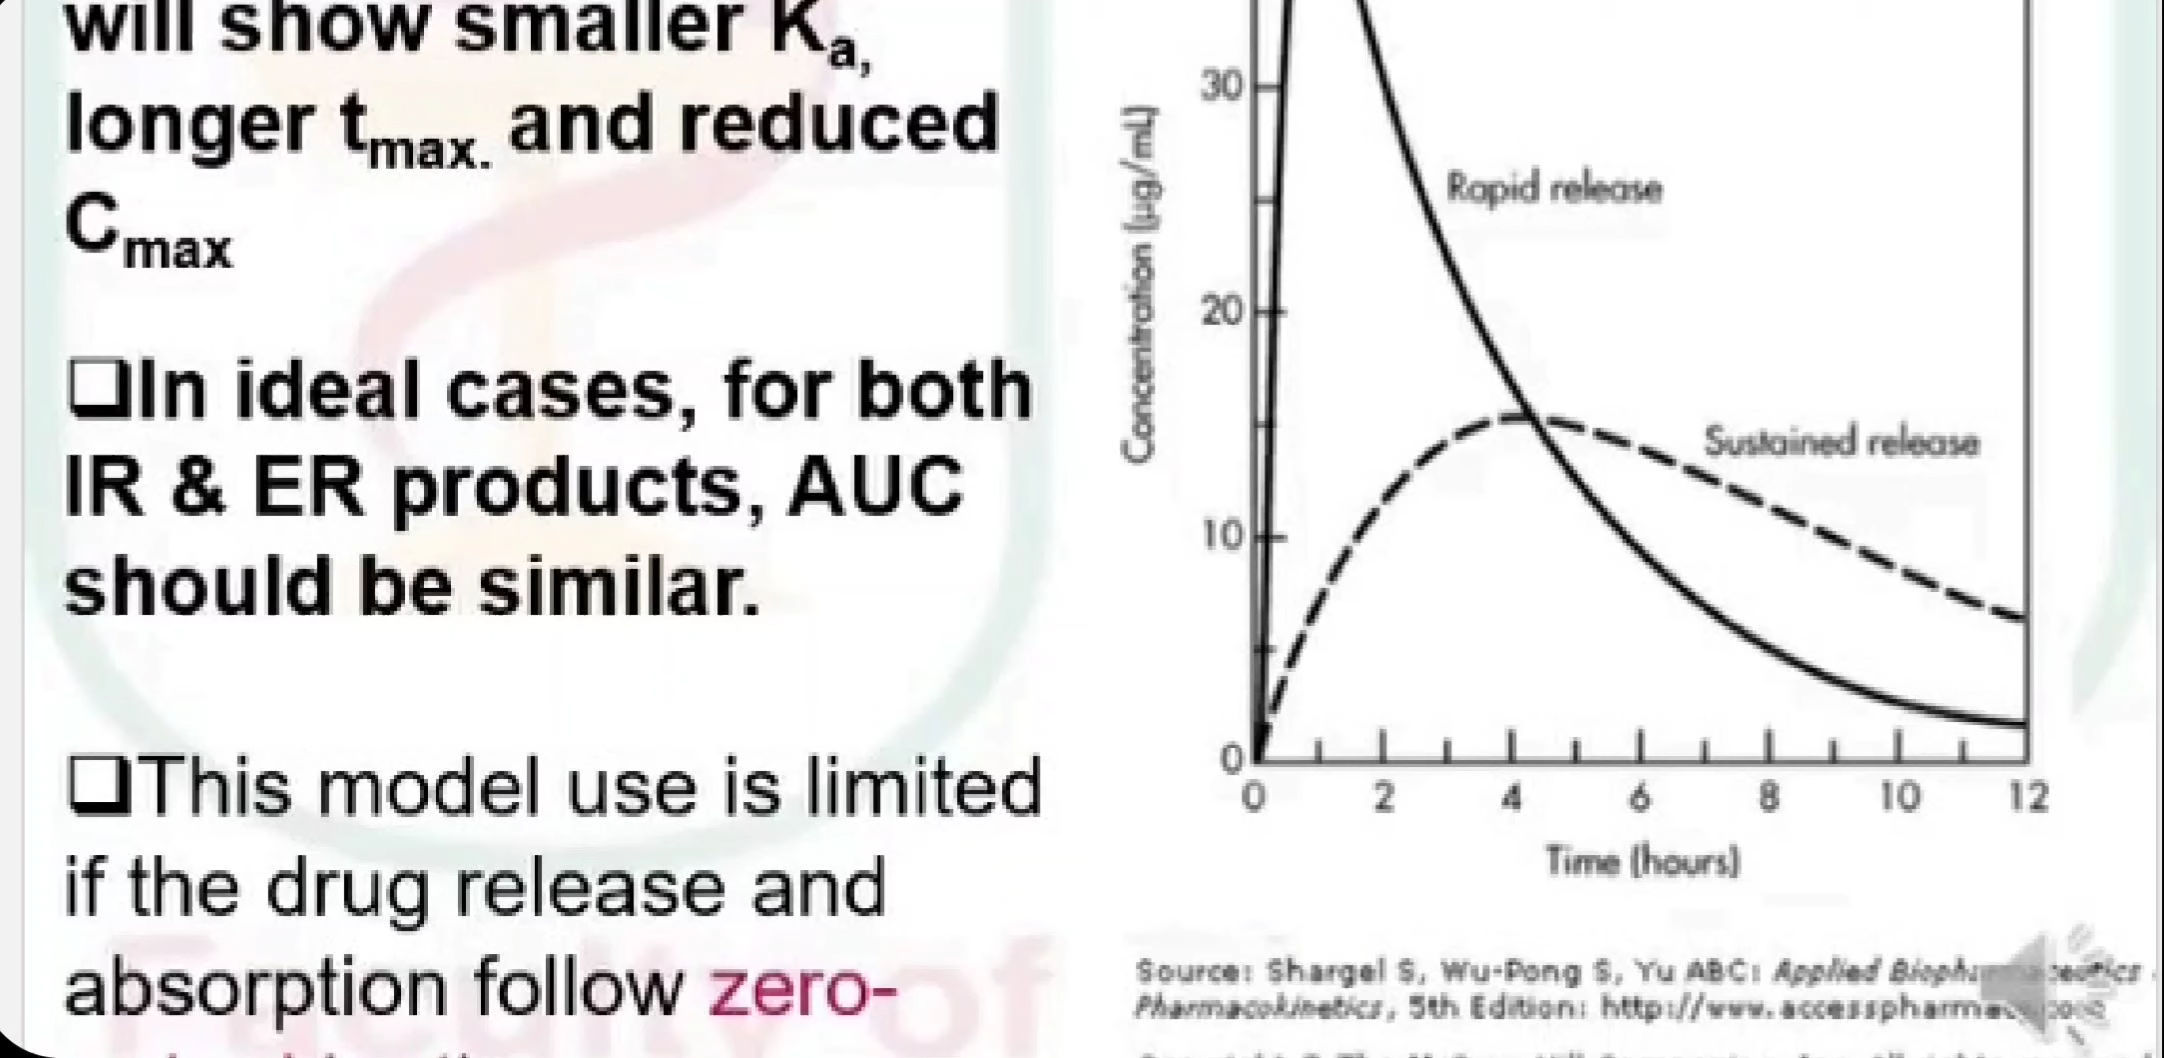 will show smaller Ka,
longer tmax. and reduced
Cmax
❑In ideal cases, for both
IR & ER products, AUC
should be similar.
❑This model use is limited
if the drug release and
absorption follow zero-
Faculty of
Concentration (µg/mL)
30
20
10
0
Rapid release
Sustained release
0 2 4 6 8 10 12
Time (hours)
Source: Shargel S, Wu-Pong S, Yu ABC: Applied
Pharmacokinetics, 5th Edition: